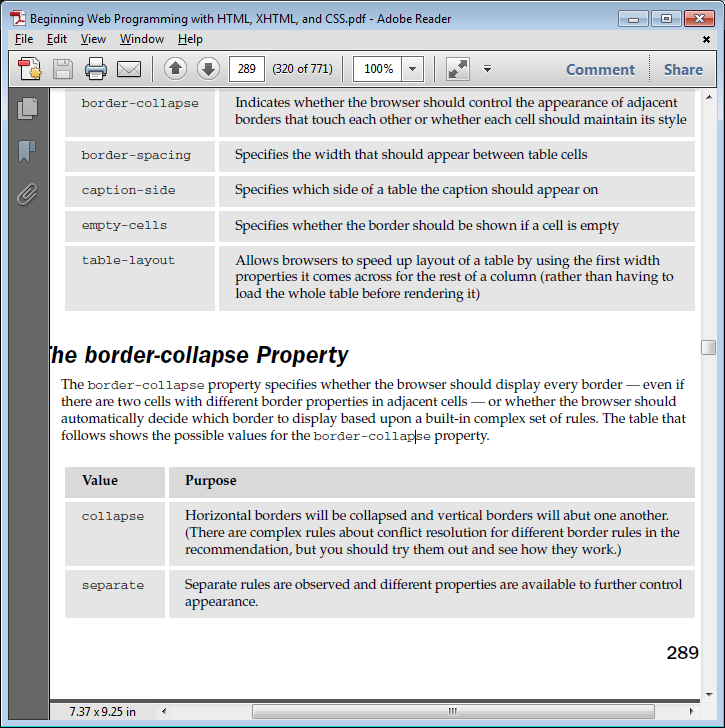 Beginning Web Programming with HTML, XHTML, and CSS.pdf - Adobe Reader
File Edit View Window Help
289 (320 of 771) 100% Comment Share
border-collapse Indicates whether the browser should control the appearance of adjacent
borders that touch each other or whether each cell should maintain its style
border-spacing Specifies the width that should appear between table cells
caption-side Specifies which side of a table the caption should appear on
empty-cells Specifies whether the border should be shown if a cell is empty
table-layout Allows browsers to speed up layout of a table by using the first width
properties it comes across for the rest of a column (rather than having to
load the whole table before rendering it)
The border-collapse Property
The border-collapse property specifies whether the browser should display every border — even if
there are two cells with different border properties in adjacent cells — or whether the browser should
automatically decide which border to display based upon a built-in complex set of rules. The table that
follows shows the possible values for the border-collapse property.
Value Purpose
collapse Horizontal borders will be collapsed and vertical borders will abut one another.
(There are complex rules about conflict resolution for different border rules in the
recommendation, but you should try them out and see how they work.)
separate Separate rules are observed and different properties are available to further control
appearance.
289
7.37 x 9.25 in